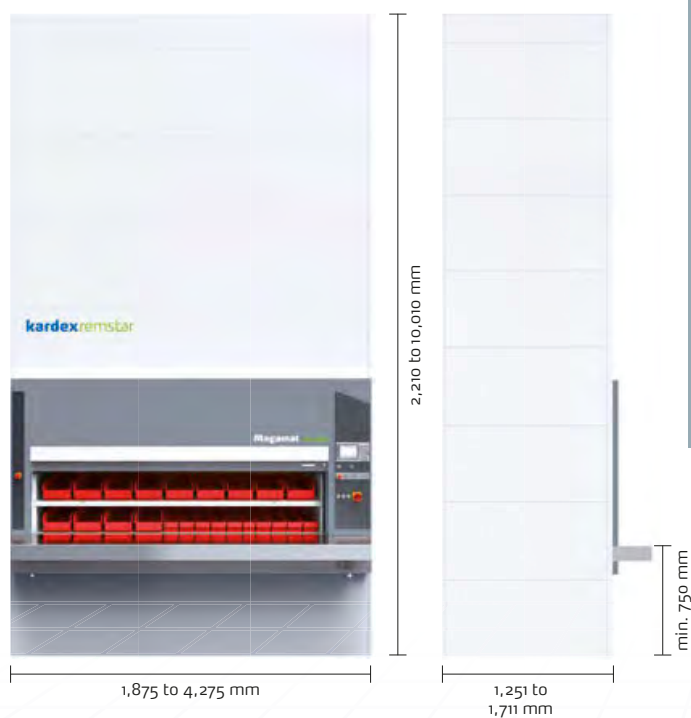 kardexremstar
Megamat
2,210 to 10,010 mm
min. 750 mm
1,875 to 4,275 mm
1,251 to
1,711 mm